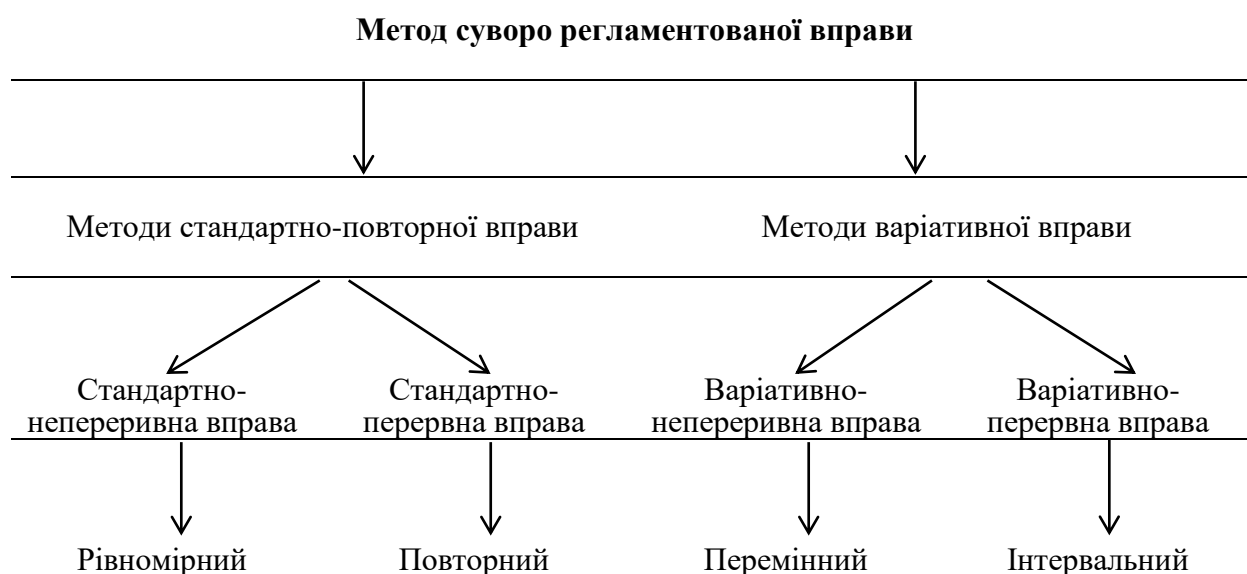 Метод суворо регламентованої вправи
Методи стандартно-повторної вправи
Методи варіативної вправи
Стандартно-
непереривна вправа
Стандартно-
перервна вправа
Варіативно-
непереривна вправа
Варіативно-
перервна вправа
Рівномірний
Повторний
Перемінний
Інтервальний